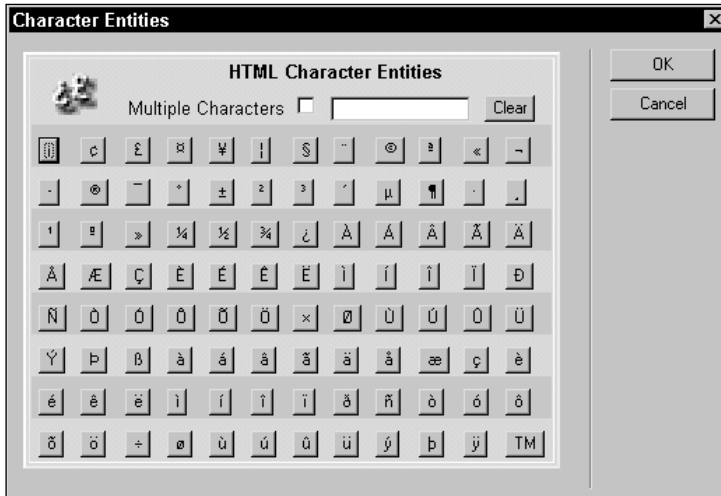 Character Entities
HTML Character Entities
Multiple Characters Clear
OK
Cancel
¡ ¢ £ ¤ ¥ ¦ § ¨ © ª « ¬
- ® ¯ ° ± ² ³ ´ µ ¶ · ¸
¹ º » ¼ ½ ¾ ¿ À Á Â Ã Ä
Å Æ Ç È É Ê Ë Ì Í Î Ï Ð
Ñ Ò Ó Ô Õ Ö × Ø Ù Ú Û Ü
Ý Þ ß à á â ã ä å æ ç è
é ê ë ì í î ï ð ñ ò ó ô
õ ö ÷ ø ù ú û ü ý þ ÿ TM